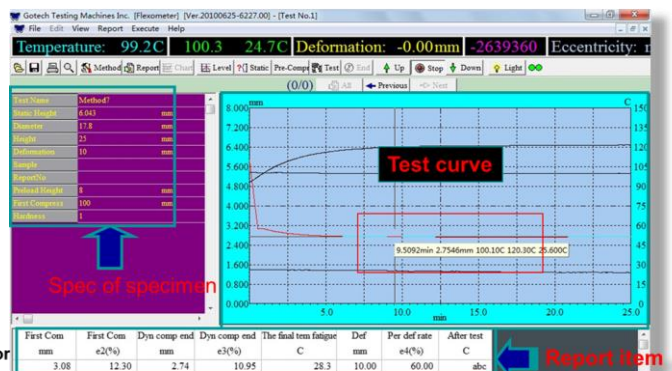 Gotech Testing Machines Inc. [Flexometer] [Ver.20100625-6227.00] - [Test No.1]
File Edit View Report Execute Help
Temperature: 99.2C 100.3 24.7C Deformation: -0.00mm -2639360 Eccentricity:
Method Report Chart Level Static Pre-Compr Test End Up Stop Down Light
(0/0) All Previous Next
Test Name Method7
Static Height 6.043 mm
Diameter 17.8 mm
Height 25 mm
Deformation 10 mm
Sample
ReportNo
Preload Height 8 mm
First Compress 100 mm
Hardness 1
Spec of specimen
mm C
8.000 150
7.200 135
6.400 120
5.600 105
4.800 90
4.000 75
3.200 60
2.400 45
1.600 30
0.800 15
0.000 0
Test curve
9.5092min 2.7546mm 100.10C 120.30C 25.600C
5.0 10.0 15.0 20.0 25.0
min
First Com First Com Dyn comp end Dyn comp end The final tem fatigue Def Per def rate After test
mm e2(%) mm e3(%) C mm e4(%) C
3.08 12.30 2.74 10.95 28.3 10.00 60.00 abc
or
Report item